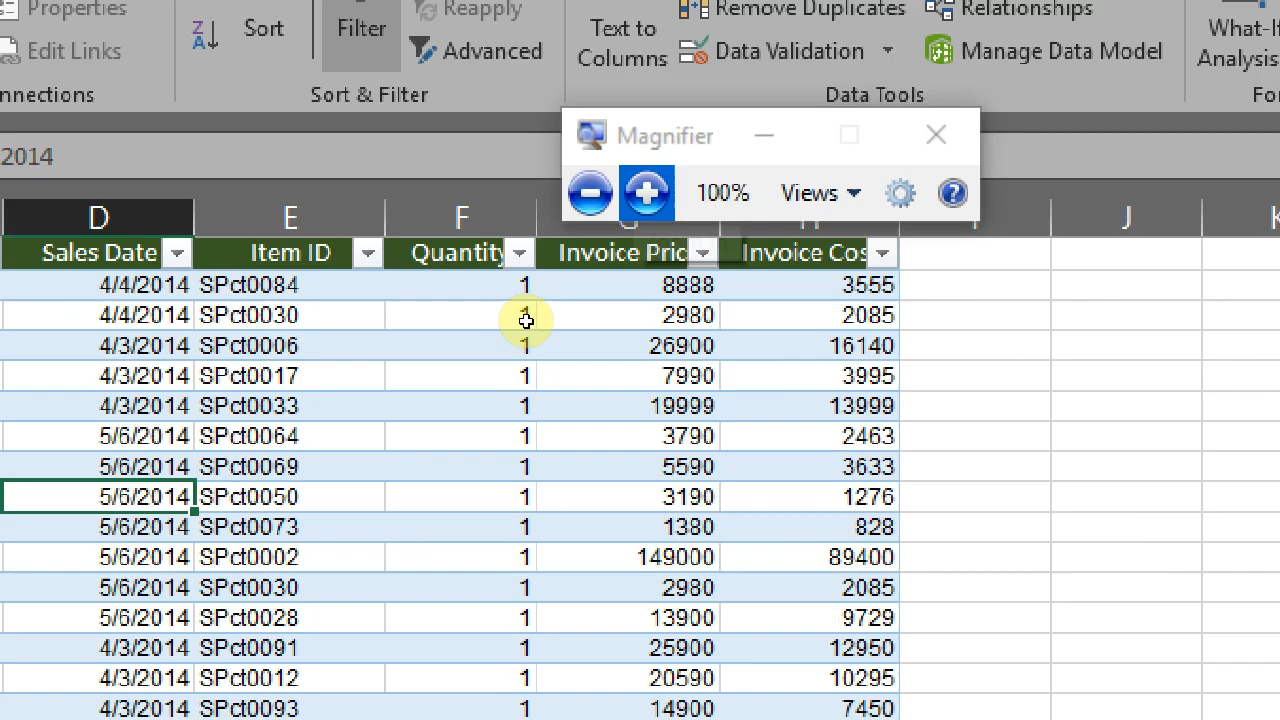 Properties
Reapply
Remove Duplicates
Relationships
Sort
Filter
Text to Columns
Edit Links
Advanced
Data Validation
Manage Data Model
Analysis
Sort & Filter
Data Tools
2014
Magnifier
100% Views
D E F J
Sales Date Item ID Quantity Invoice Pric Invoice Cos
4/4/2014 SPct0084 1 8888 3555
4/4/2014 SPct0030 1 2980 2085
4/3/2014 SPct0006 1 26900 16140
4/3/2014 SPct0017 1 7990 3995
4/3/2014 SPct0033 1 19999 13999
5/6/2014 SPct0064 1 3790 2463
5/6/2014 SPct0069 1 5590 3633
5/6/2014 SPct0050 1 3190 1276
5/6/2014 SPct0073 1 1380 828
5/6/2014 SPct0002 1 149000 89400
5/6/2014 SPct0030 1 2980 2085
5/6/2014 SPct0028 1 13900 9729
4/3/2014 SPct0091 1 25900 12950
4/3/2014 SPct0012 1 20590 10295
4/3/2014 SPct0093 1 14900 7450